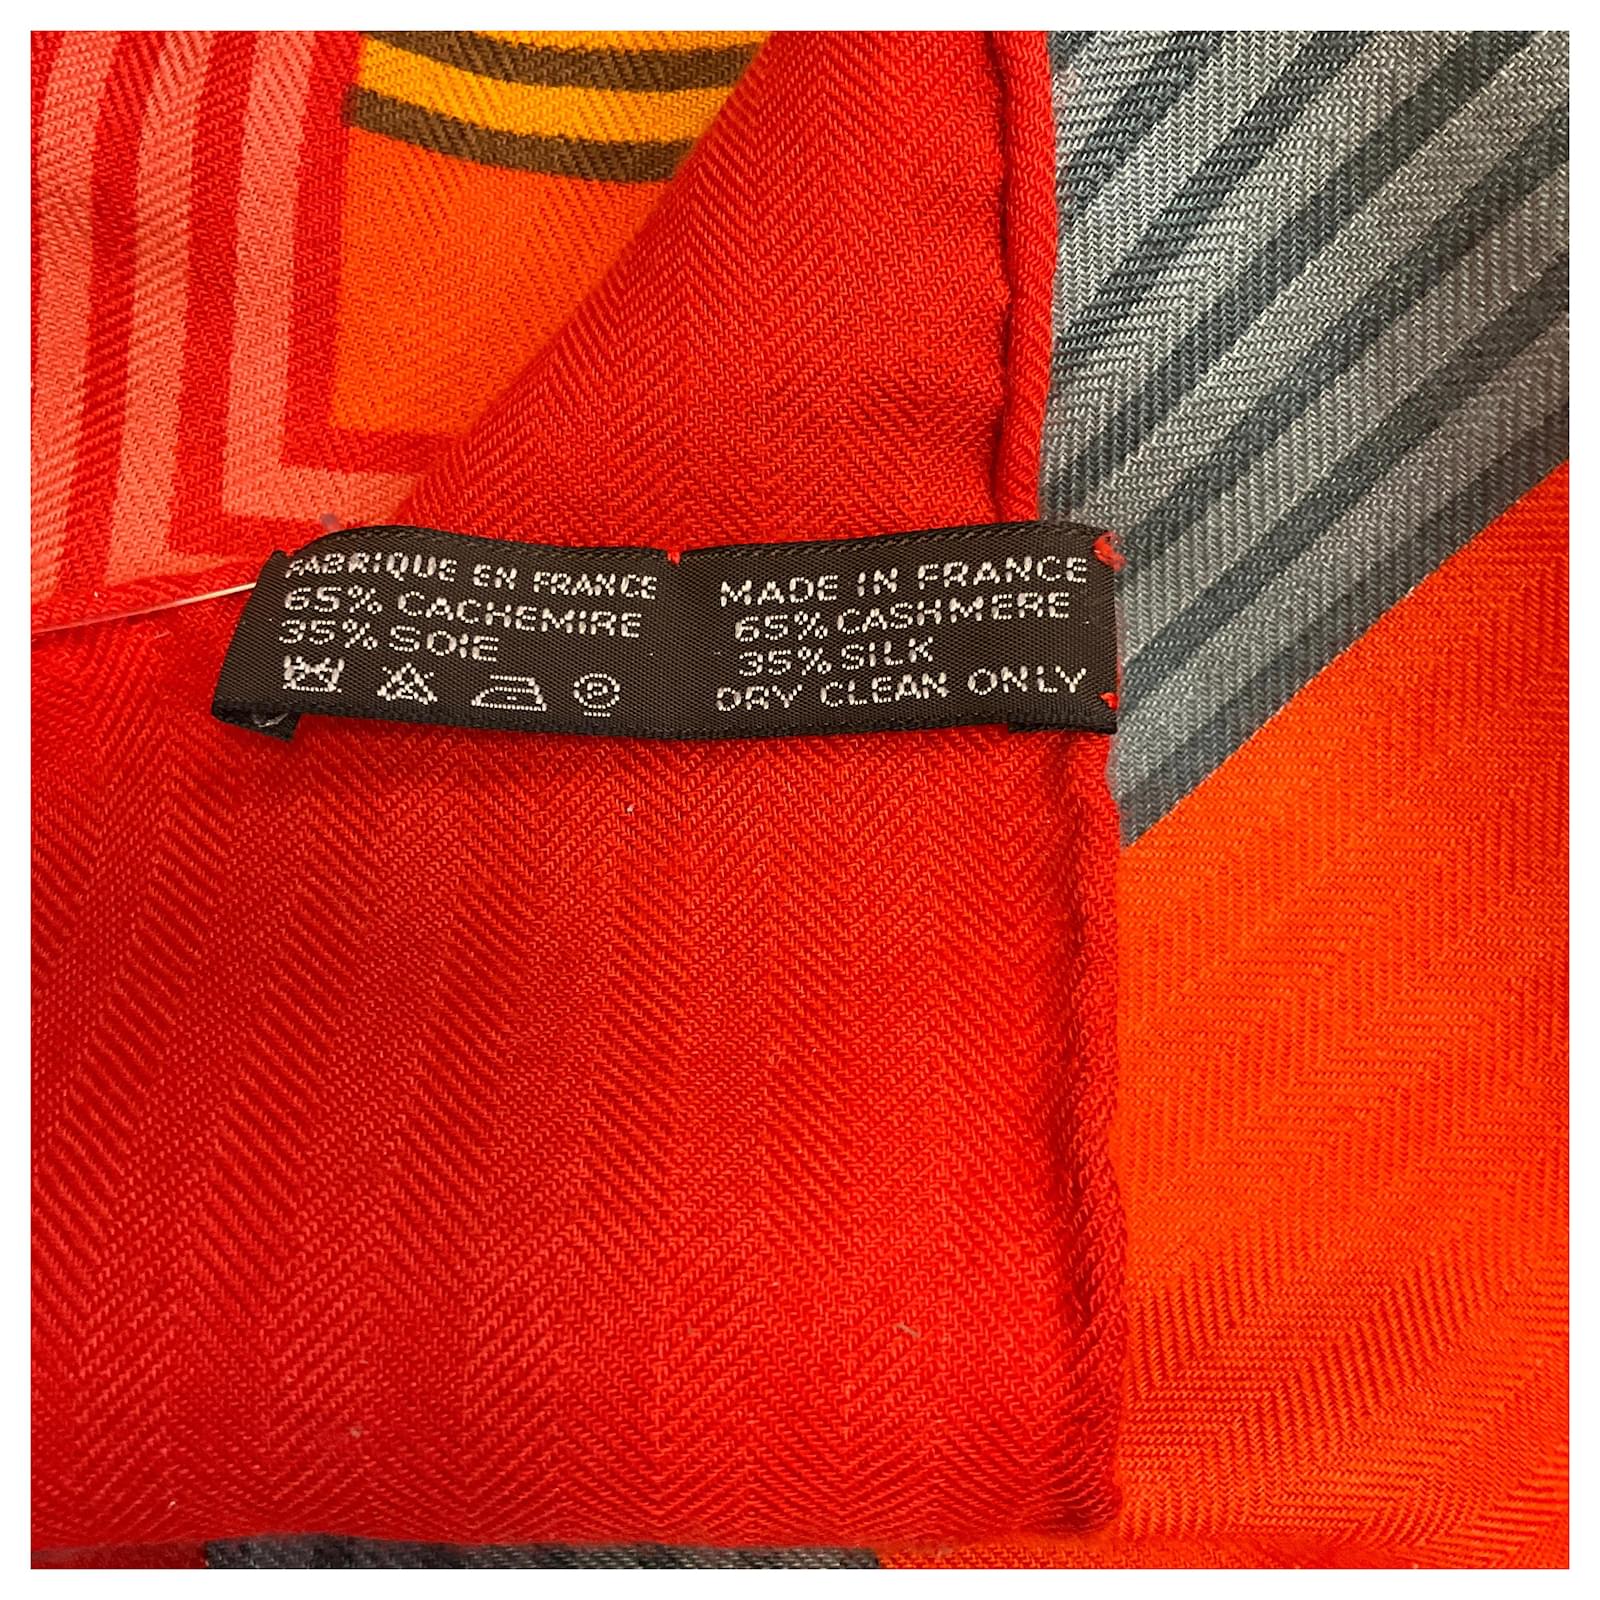 FABRIQUE EN FRANCE
65% CACHEMIRE
35% SOIE
P
MADE IN FRANCE
65% CASHMERE
35% SILK
DRY CLEAN ONLY